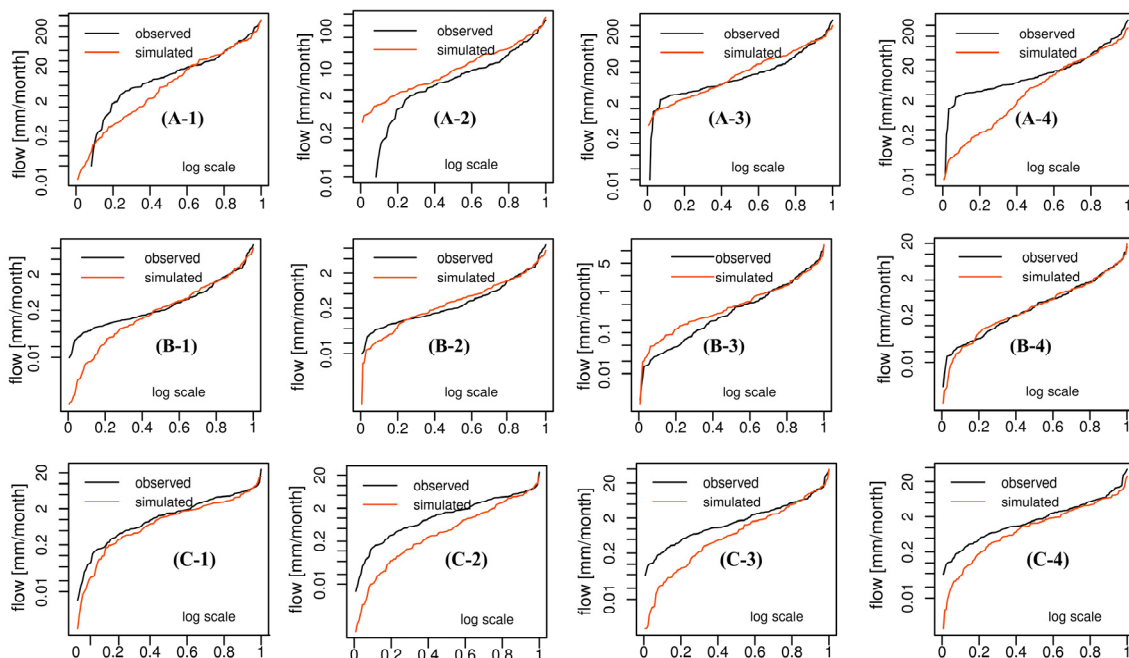 flow [mm/month]
200
20
2
0.2
0.01
observed
simulated
(A-1)
log scale
0 0.2 0.4 0.6 0.8 1
flow [mm/month]
100
10
2
0.2
0.01
observed
simulated
(A-2)
log scale
0 0.2 0.4 0.6 0.8 1
flow [mm/month]
200
20
2
0.2
0.01
observed
simulated
(A-3)
log scale
0 0.2 0.4 0.6 0.8 1
flow [mm/month]
200
20
2
0.2
0.01
observed
simulated
(A-4)
log scale
0 0.2 0.4 0.6 0.8 1
flow [mm/month]
2
0.2
0.01
observed
simulated
(B-1)
log scale
0 0.2 0.4 0.6 0.8 1
flow [mm/month]
2
0.2
0.01
observed
simulated
(B-2)
log scale
0 0.2 0.4 0.6 0.8 1
flow [mm/month]
5
1
0.1
0.01
observed
simulated
(B-3)
log scale
0 0.2 0.4 0.6 0.8 1
flow [mm/month]
20
2
0.2
0.01
observed
simulated
(B-4)
log scale
0 0.2 0.4 0.6 0.8 1
flow [mm/month]
20
2
0.2
0.01
observed
simulated
(C-1)
log scale
0 0.1 0.2 0.4 0.6 0.8 1
flow [mm/month]
20
2
0.2
0.01
observed
simulated
(C-2)
log scale
0 0.2 0.4 0.6 0.8 1
flow [mm/month]
20
2
0.2
0.01
observed
simulated
(C-3)
log scale
0 0.2 0.4 0.6 0.8 1
flow [mm/month]
20
2
0.2
0.01
observed
simulated
(C-4)
log scale
0 0.2 0.4 0.6 0.8 1